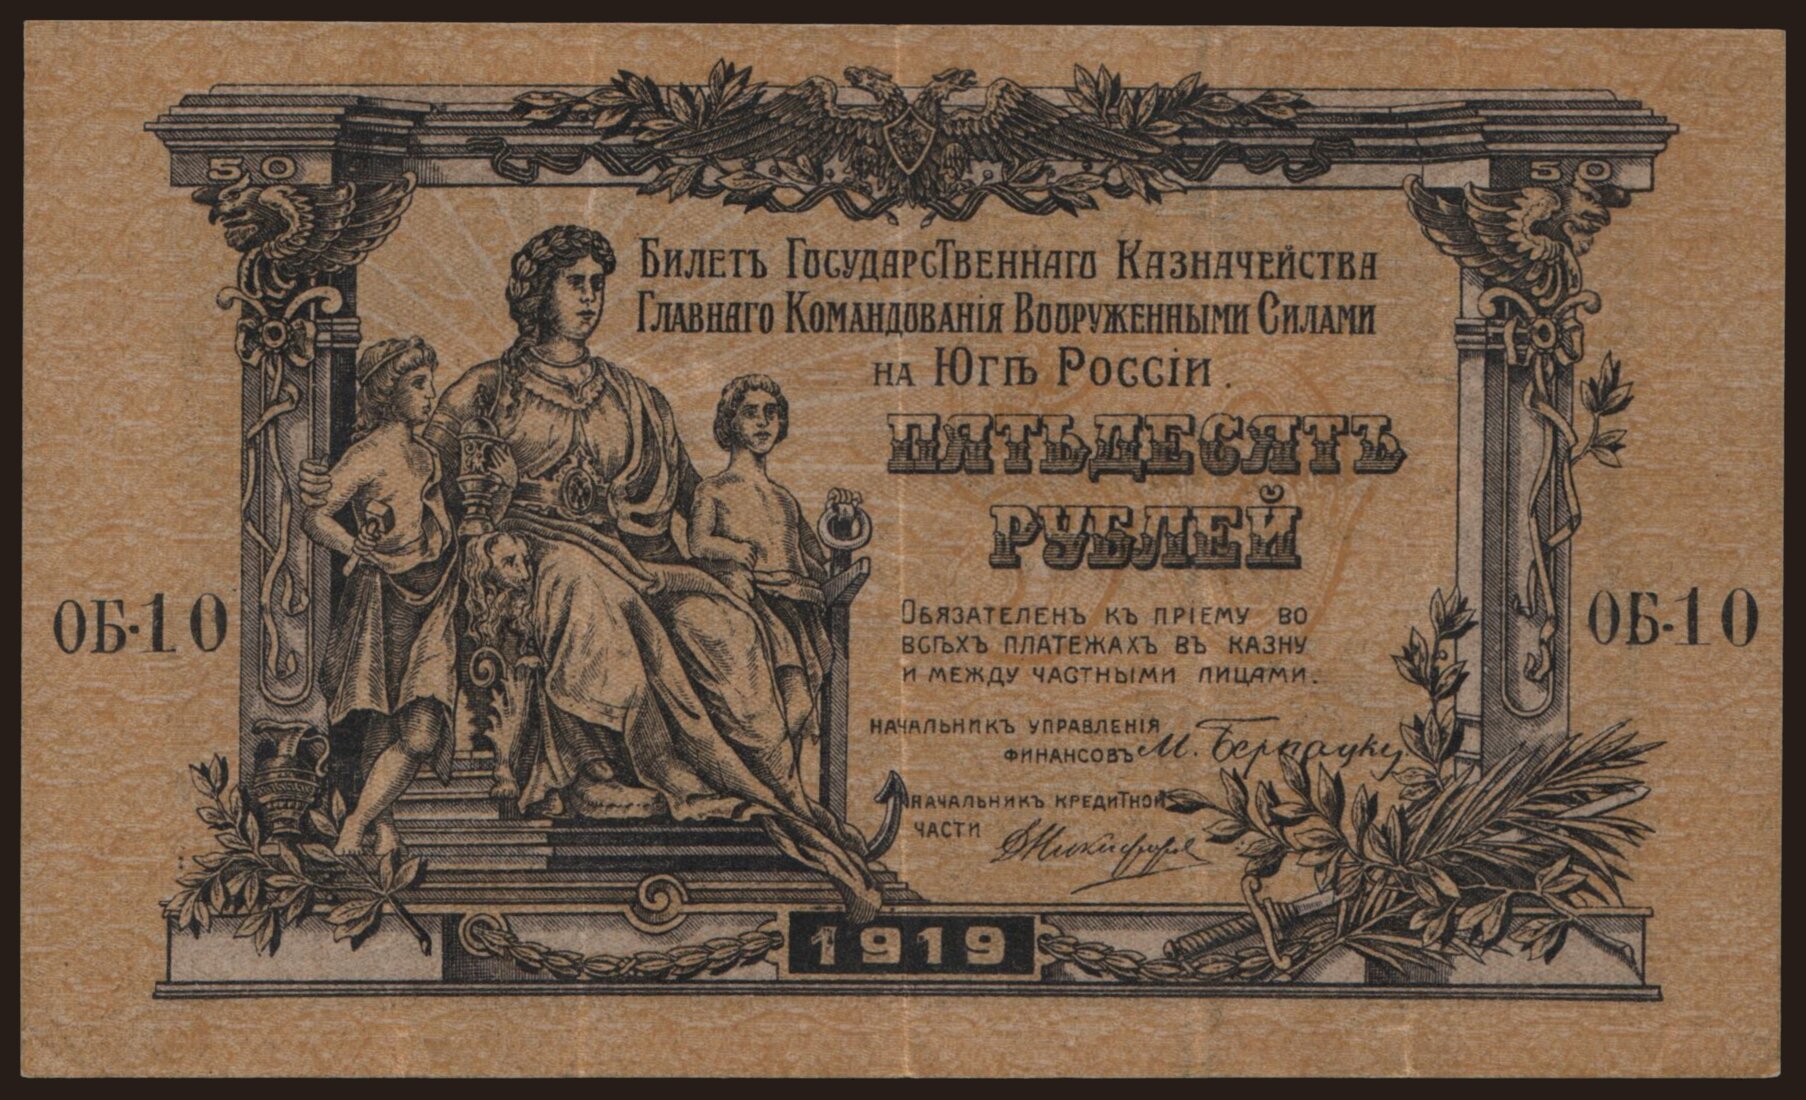 50 50
Билетъ Государственнаго Казначейства
Главнаго Командованія Вооруженными Силами
на Югѣ Россіи.
ПЯТЬДЕСЯТЪ
РУБЛЕЙ
ОБ-10 ОБ-10
Обязателенъ къ пріему во
всѣхъ платежахъ въ казну
и между частными лицами.
Начальникъ управленія
финансовъ М. Бернацкій
Начальникъ кредитной
части
1919